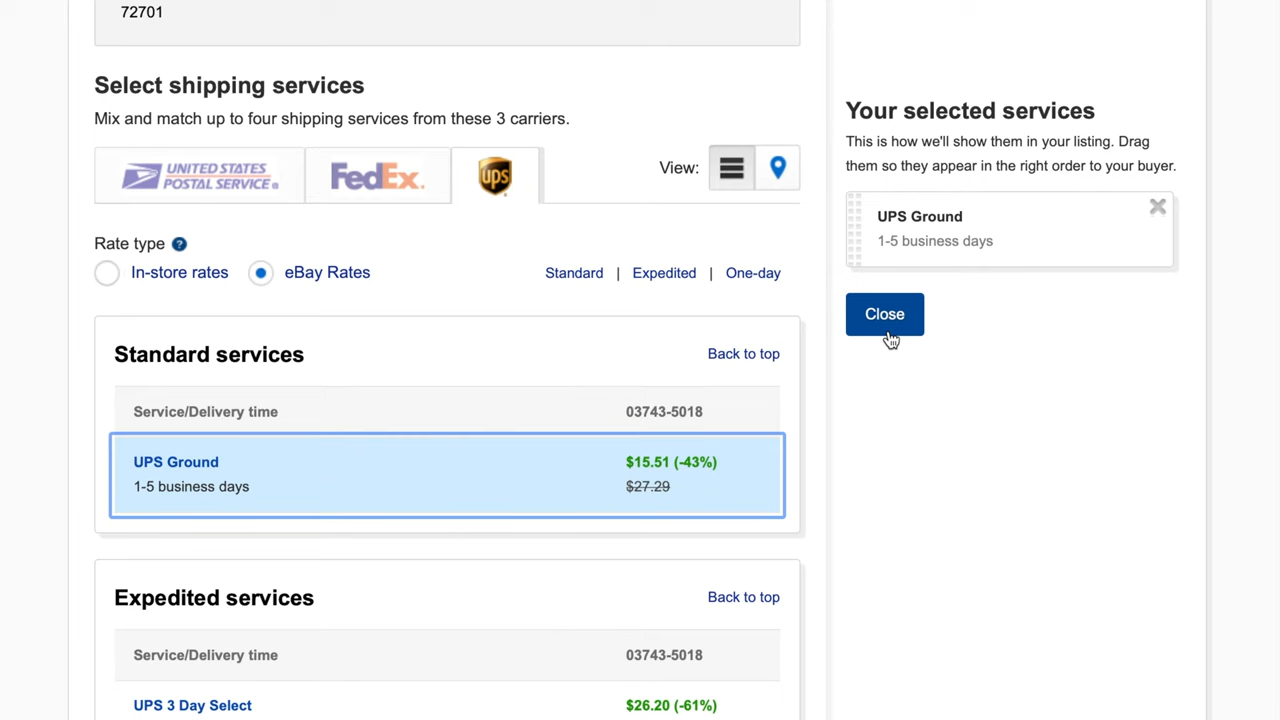 72701
Select shipping services
Mix and match up to four shipping services from these 3 carriers.
UNITED STATES
POSTAL SERVICE®
FedEx.
ups
View:
Rate type ?
In-store rates
eBay Rates
Standard | Expedited | One-day
Standard services
Back to top
Service/Delivery time
03743-5018
UPS Ground
$15.51 (-43%)
1-5 business days
$27.29
Expedited services
Back to top
Service/Delivery time
03743-5018
UPS 3 Day Select
$26.20 (-61%)
Your selected services
This is how we'll show them in your listing. Drag
them so they appear in the right order to your buyer.
UPS Ground
1-5 business days
Close